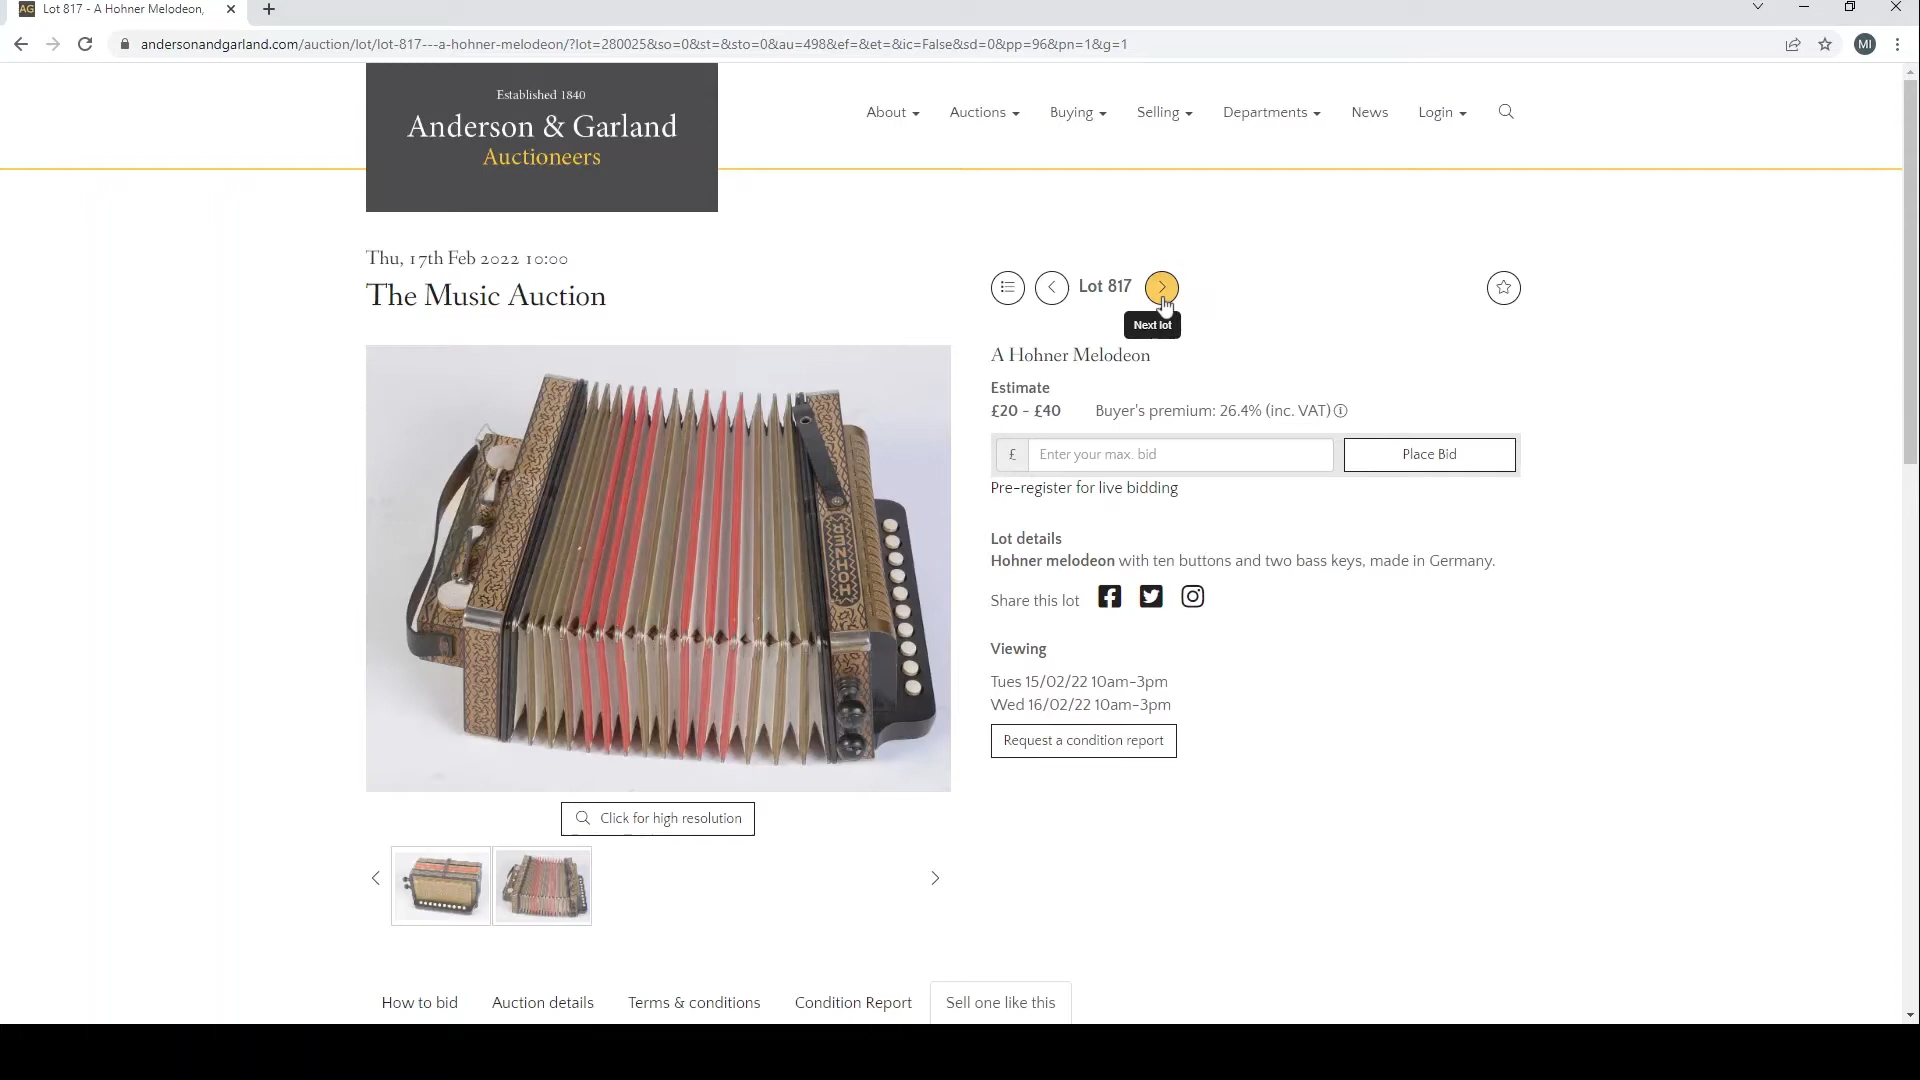 AG Lot 817 - A Hohner Melodeon,
andersonandgarland.com/auction/lot/lot-817---a-hohner-melodeon/?lot=280025&so=0&st=&sto=0&au=498&ef=&et=&ic=False&sd=0&pp=96&pn=1&g=1
MI
Established 1840
Anderson & Garland
Auctioneers
About
Auctions
Buying
Selling
Departments
News
Login
Thu, 17th Feb 2022 10:00
The Music Auction
Lot 817
Next lot
A Hohner Melodeon
Estimate
£20 - £40 Buyer's premium: 26.4% (inc. VAT)
£ Enter your max. bid
Place Bid
Pre-register for live bidding
Lot details
Hohner melodeon with ten buttons and two bass keys, made in Germany.
Share this lot
Viewing
Tues 15/02/22 10am-3pm
Wed 16/02/22 10am-3pm
Request a condition report
HOHNER
Click for high resolution
How to bid
Auction details
Terms & conditions
Condition Report
Sell one like this